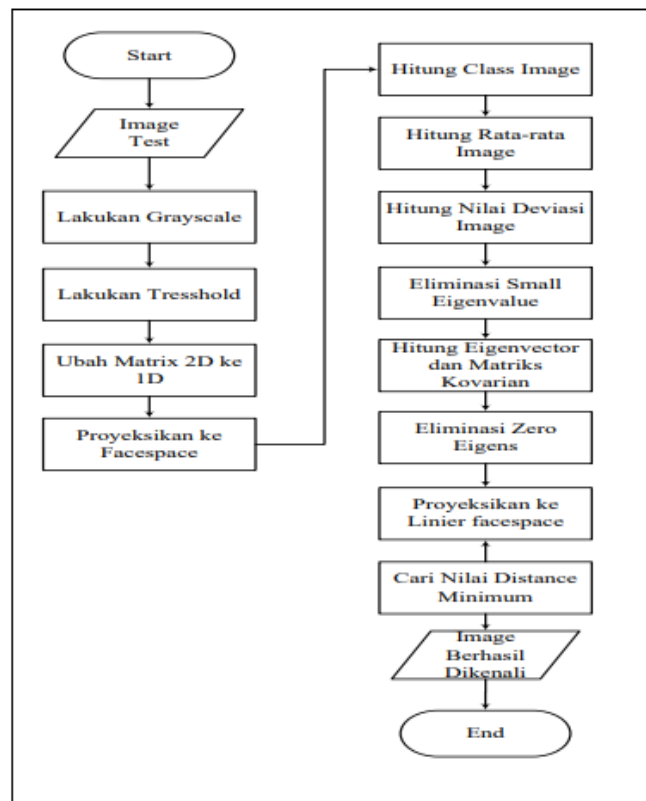 Start
Image
Test
Lakukan Grayscale
Lakukan Tresshold
Ubah Matrix 2D ke
1D
Proyeksikan ke
Facespace
Hitung Class Image
Hitung Rata-rata
Image
Hitung Nilai Deviasi
Image
Eliminasi Small
Eigenvalue
Hitung Eigenvector
dan Matriks
Kovarian
Eliminasi Zero
Eigens
Proyeksikan ke
Linier facespace
Cari Nilai Distance
Minimum
Image
Berhasil
Dikenali
End